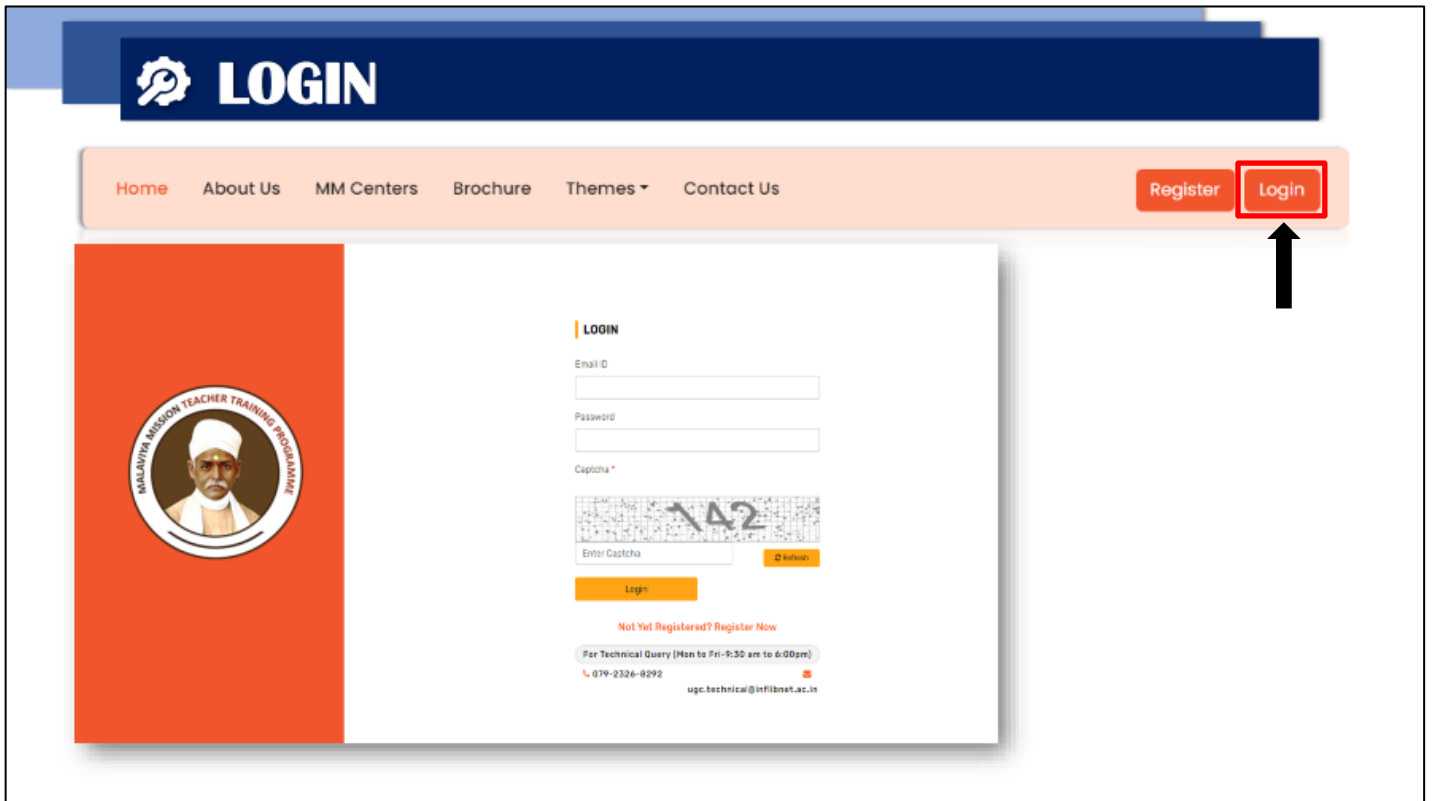 LOGIN
Home About Us MM Centers Brochure Themes Contact Us Register Login
MALAVIYA MISSION TEACHER TRAINING PROGRAMME
LOGIN
Email ID
Password
Captcha *
142
Enter Captcha
Refresh
Login
Not Yet Registered? Register Now
For Technical Query (Mon to Fri-9:30 am to 6:00pm)
079-2326-8292
ugc.technical@inflibnet.ac.in